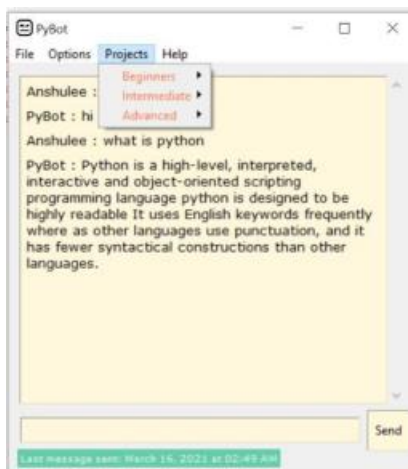 PyBot
File Options Projects Help
Beginners
Intermediate
Advanced
Anshulee :
PyBot : hi
Anshulee : what is python
PyBot : Python is a high-level, interpreted,
interactive and object-oriented scripting
programming language python is designed to be
highly readable It uses English keywords frequently
where as other languages use punctuation, and it
has fewer syntactical constructions than other
languages.
Send
Last message sent: March 16, 2021 at 02:49 AM